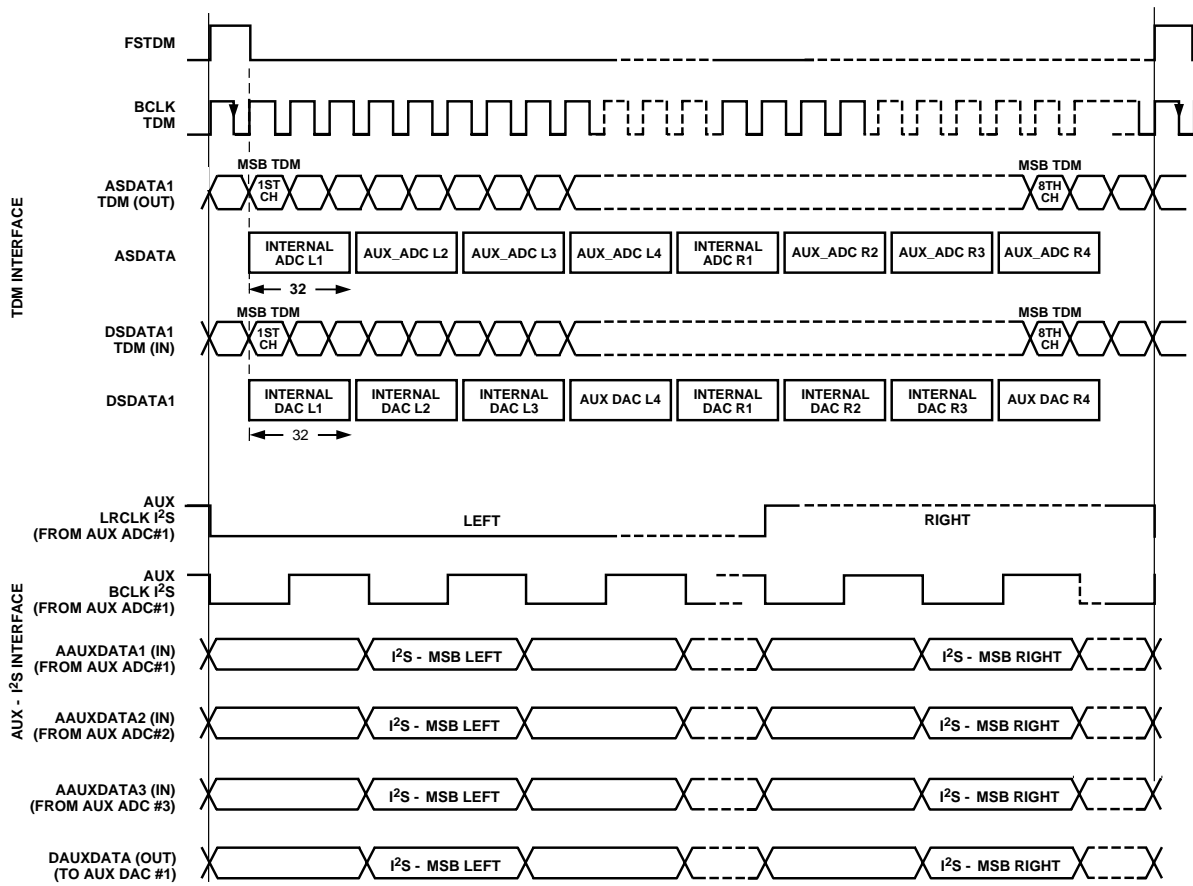 FSTDM
BCLK
TDM
MSB TDM
MSB TDM
ASDATA1
TDM (OUT)
1ST
CH
8TH
CH
ASDATA
INTERNAL
ADC L1
AUX_ADC L2
AUX_ADC L3
AUX_ADC L4
INTERNAL
ADC R1
AUX_ADC R2
AUX_ADC R3
AUX_ADC R4
32
TDM INTERFACE
MSB TDM
MSB TDM
DSDATA1
TDM (IN)
1ST
CH
8TH
CH
DSDATA1
INTERNAL
DAC L1
INTERNAL
DAC L2
INTERNAL
DAC L3
AUX DAC L4
INTERNAL
DAC R1
INTERNAL
DAC R2
INTERNAL
DAC R3
AUX DAC R4
32
AUX
LRCLK I²S
(FROM AUX ADC#1)
LEFT
RIGHT
AUX
BCLK I²S
(FROM AUX ADC#1)
AUX - I²S INTERFACE
AAUXDATA1 (IN)
(FROM AUX ADC#1)
I²S - MSB LEFT
I²S - MSB RIGHT
AAUXDATA2 (IN)
(FROM AUX ADC#2)
I²S - MSB LEFT
I²S - MSB RIGHT
AAUXDATA3 (IN)
(FROM AUX ADC #3)
I²S - MSB LEFT
I²S - MSB RIGHT
DAUXDATA (OUT)
(TO AUX DAC #1)
I²S - MSB LEFT
I²S - MSB RIGHT